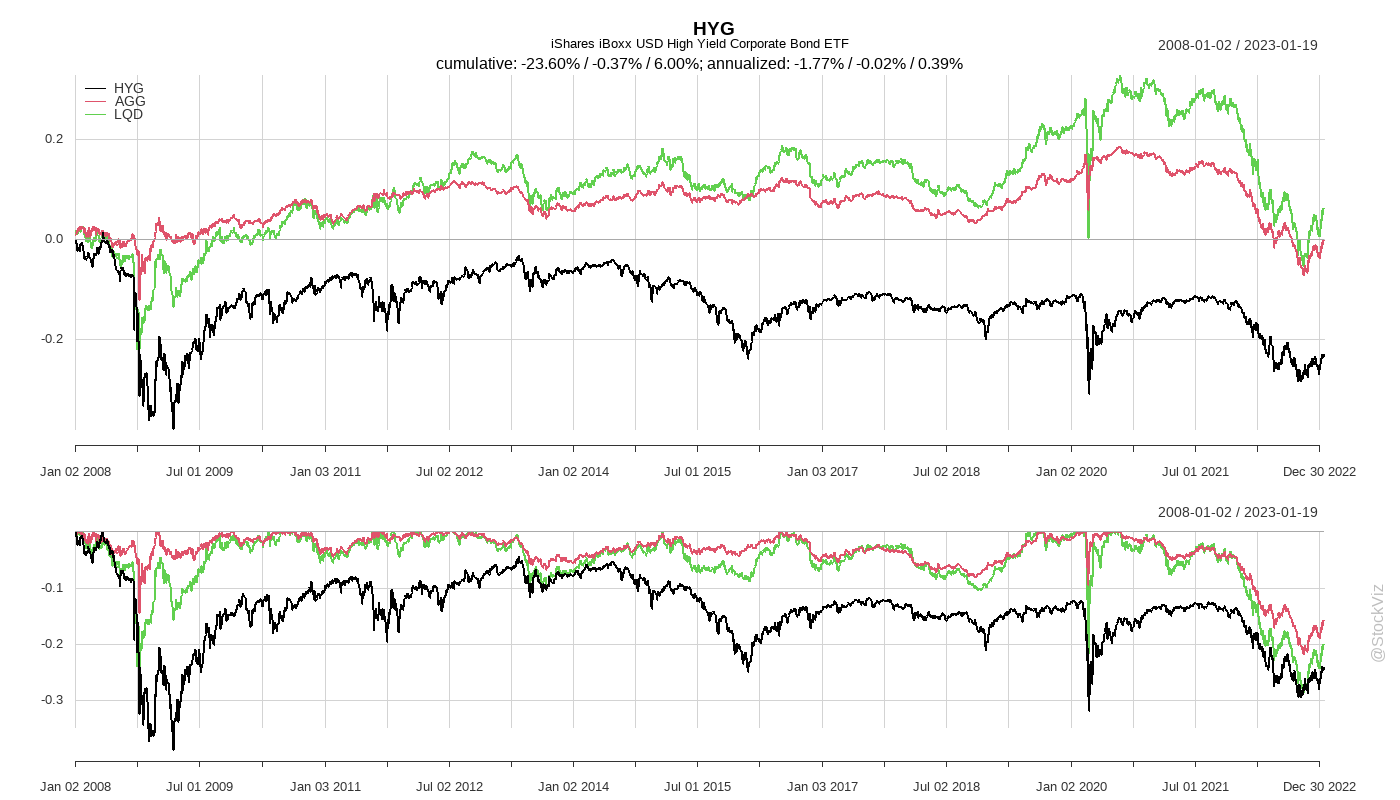 HYG
iShares iBoxx USD High Yield Corporate Bond ETF
2008-01-02 / 2023-01-19
cumulative: -23.60% / -0.37% / 6.00%; annualized: -1.77% / -0.02% / 0.39%
HYG
AGG
LQD
0.2
0.0
-0.2
Jan 02 2008 Jul 01 2009 Jan 03 2011 Jul 02 2012 Jan 02 2014 Jul 01 2015 Jan 03 2017 Jul 02 2018 Jan 02 2020 Jul 01 2021 Dec 30 2022
2008-01-02 / 2023-01-19
-0.1
-0.2
-0.3
Jan 02 2008 Jul 01 2009 Jan 03 2011 Jul 02 2012 Jan 02 2014 Jul 01 2015 Jan 03 2017 Jul 02 2018 Jan 02 2020 Jul 01 2021 Dec 30 2022
@StockViz